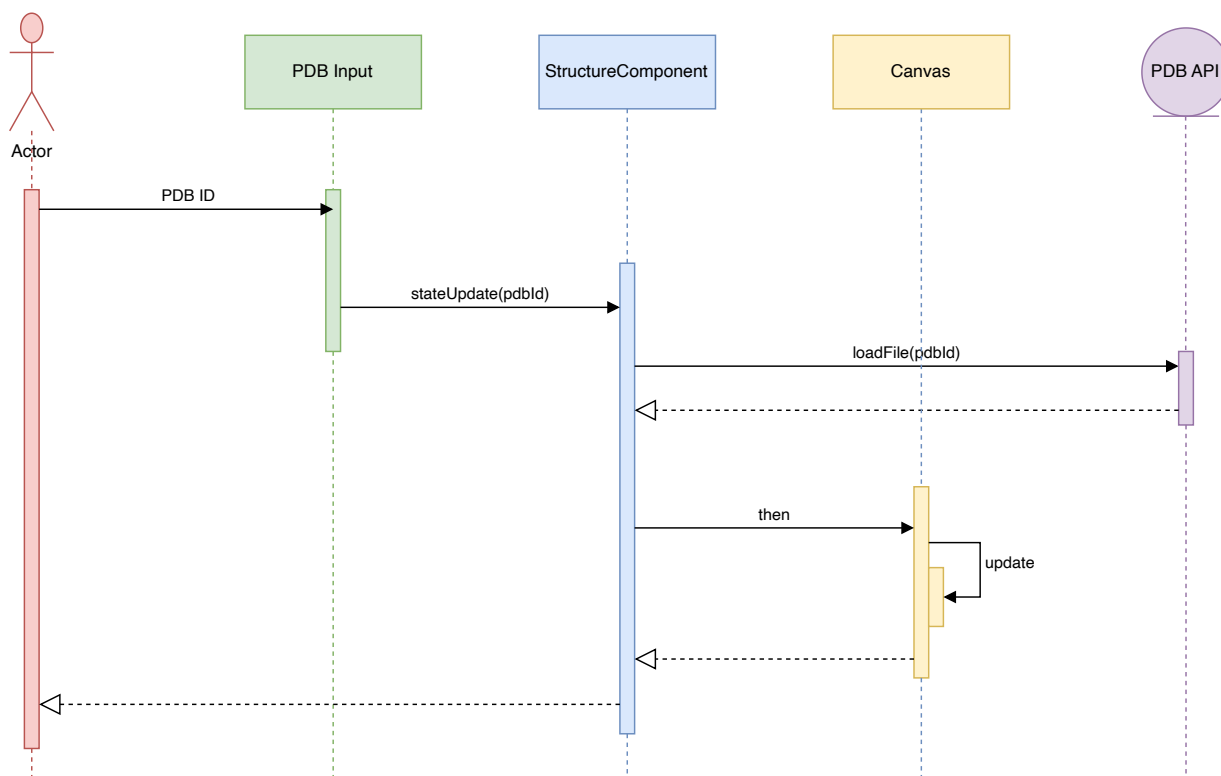 PDB Input
StructureComponent
Canvas
PDB API
Actor
PDB ID
stateUpdate(pdbId)
loadFile(pdbId)
then
update